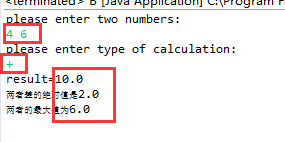 <terminated> B [Java Application] C:\Program F
please enter two numbers:
4 6
please enter type of calculation:
+
result=10.0
两者差的绝对值是2.0
两者的最大值为6.0